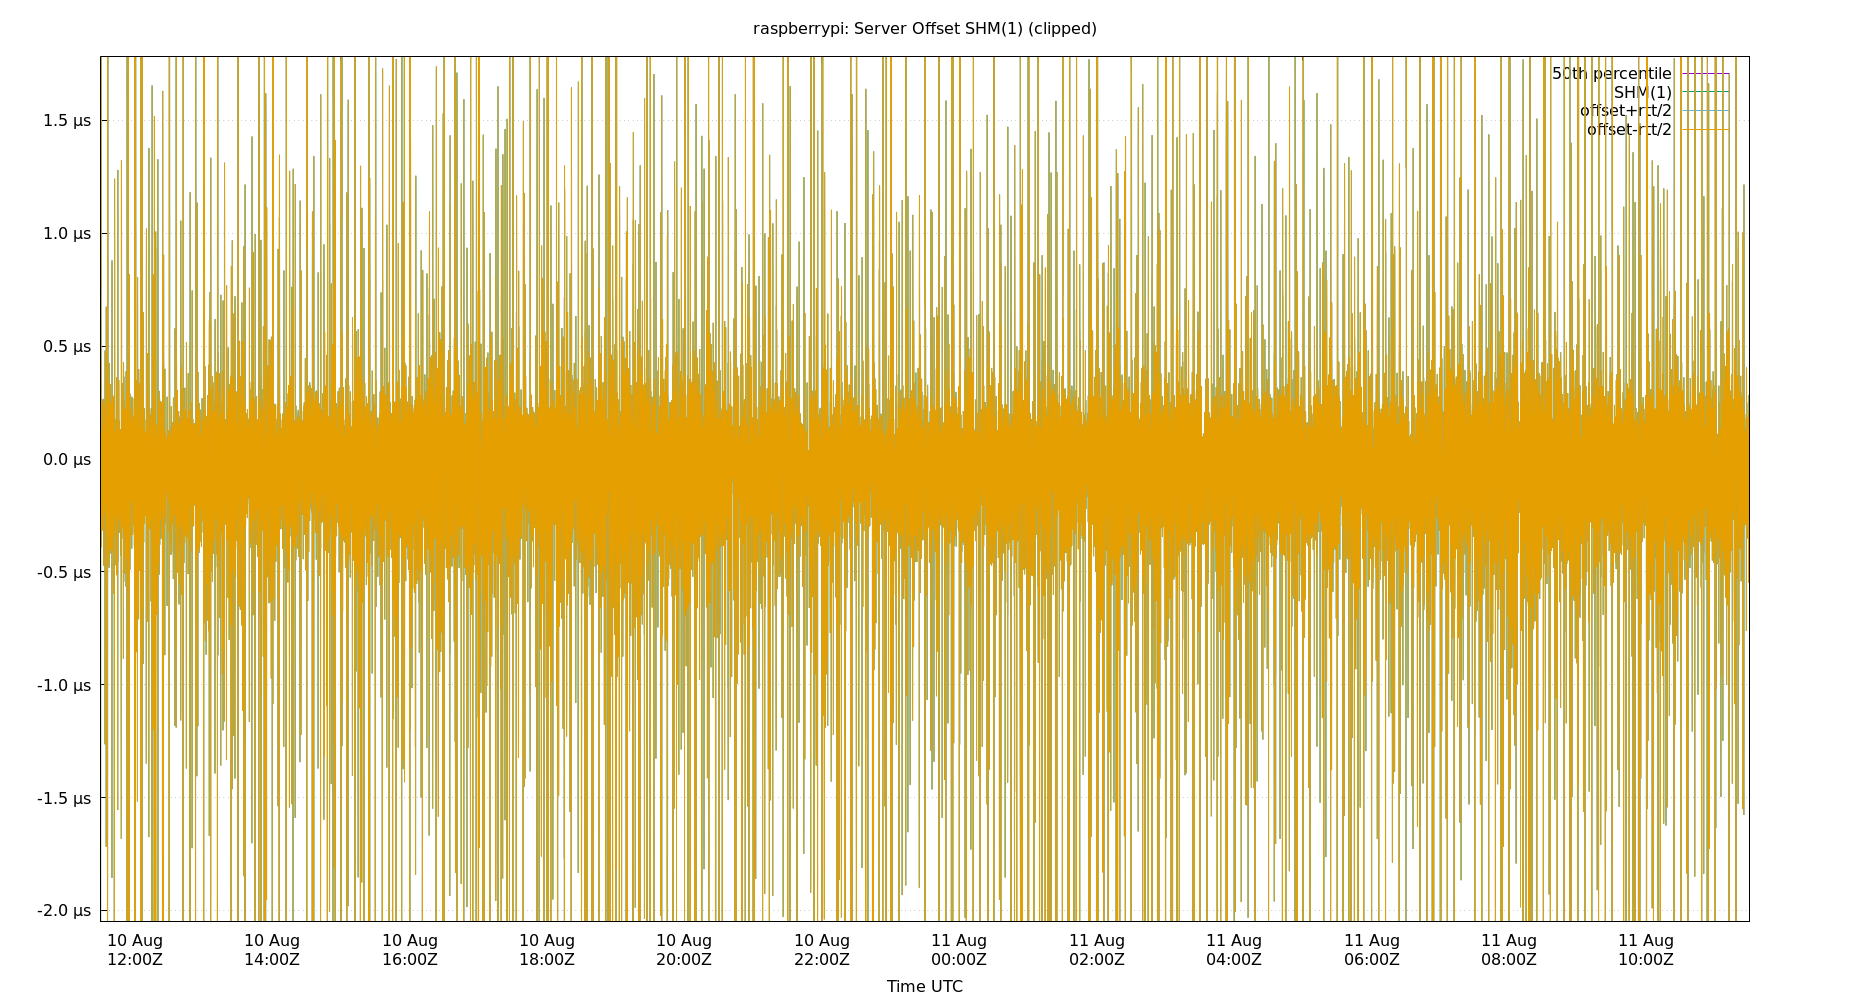 raspberrypi: Server Offset SHM(1) (clipped)
50th percentile
SHM(1)
offset+rtt/2
offset-rtt/2
1.5 µs
1.0 µs
0.5 µs
0.0 µs
-0.5 µs
-1.0 µs
-1.5 µs
-2.0 µs
10 Aug 10 Aug 10 Aug 10 Aug 10 Aug 10 Aug 11 Aug 11 Aug 11 Aug 11 Aug 11 Aug 11 Aug
12:00Z 14:00Z 16:00Z 18:00Z 20:00Z 22:00Z 00:00Z 02:00Z 04:00Z 06:00Z 08:00Z 10:00Z
Time UTC